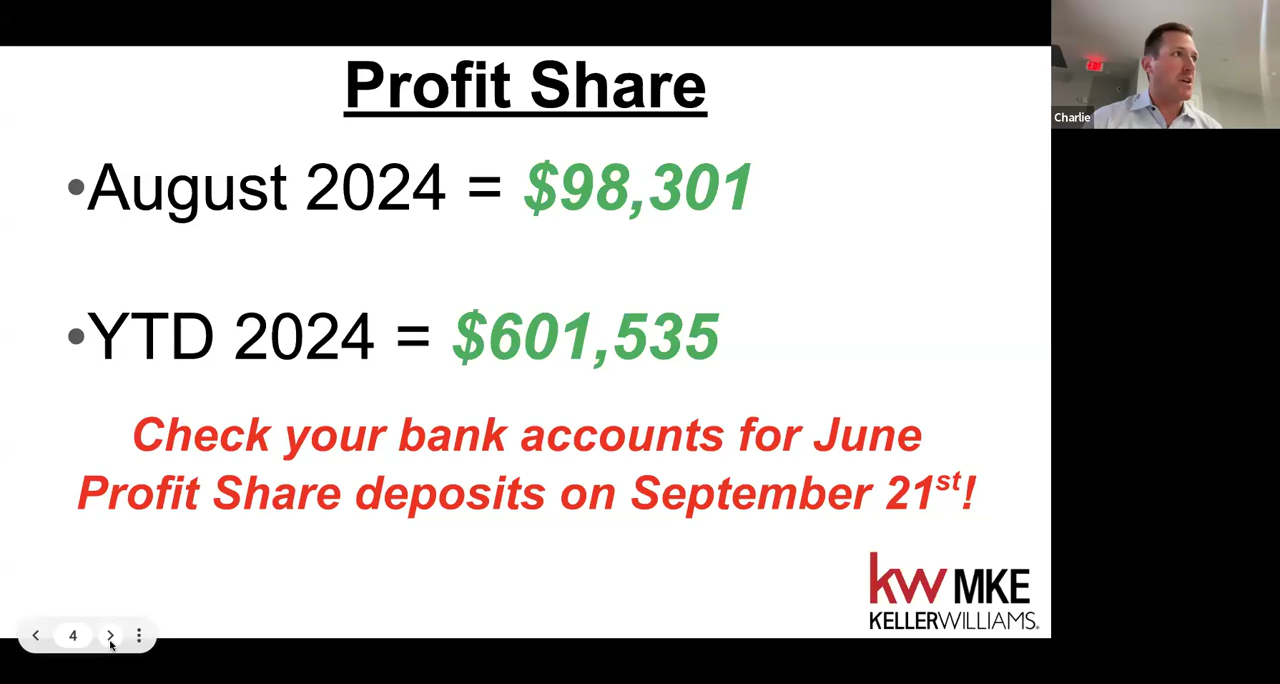 Profit Share
•August 2024 = $98,301
•YTD 2024 = $601,535
Check your bank accounts for June
Profit Share deposits on September 21st!
kw MKE
KELLERWILLIAMS.
4
EXIT
Charlie